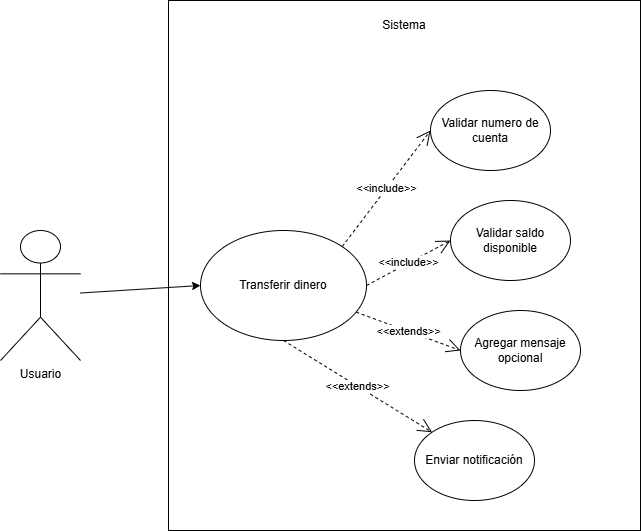 Sistema
Validar numero de
cuenta
<<include>>
Validar saldo
disponible
<<include>>
Transferir dinero
<<extends>>
Agregar mensaje
opcional
Usuario
<<extends>>
Enviar notificación